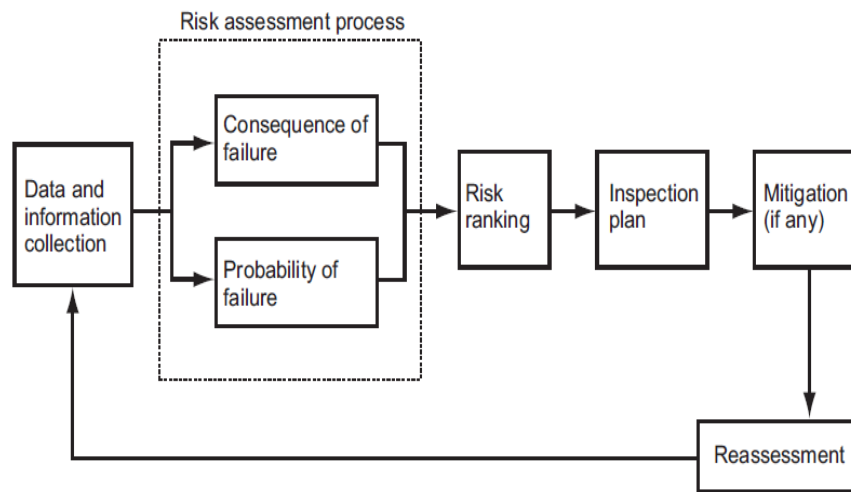 Risk assessment process
Consequence of
failure
Data and
information
collection
Probability of
failure
Risk
ranking
Inspection
plan
Mitigation
(if any)
Reassessment